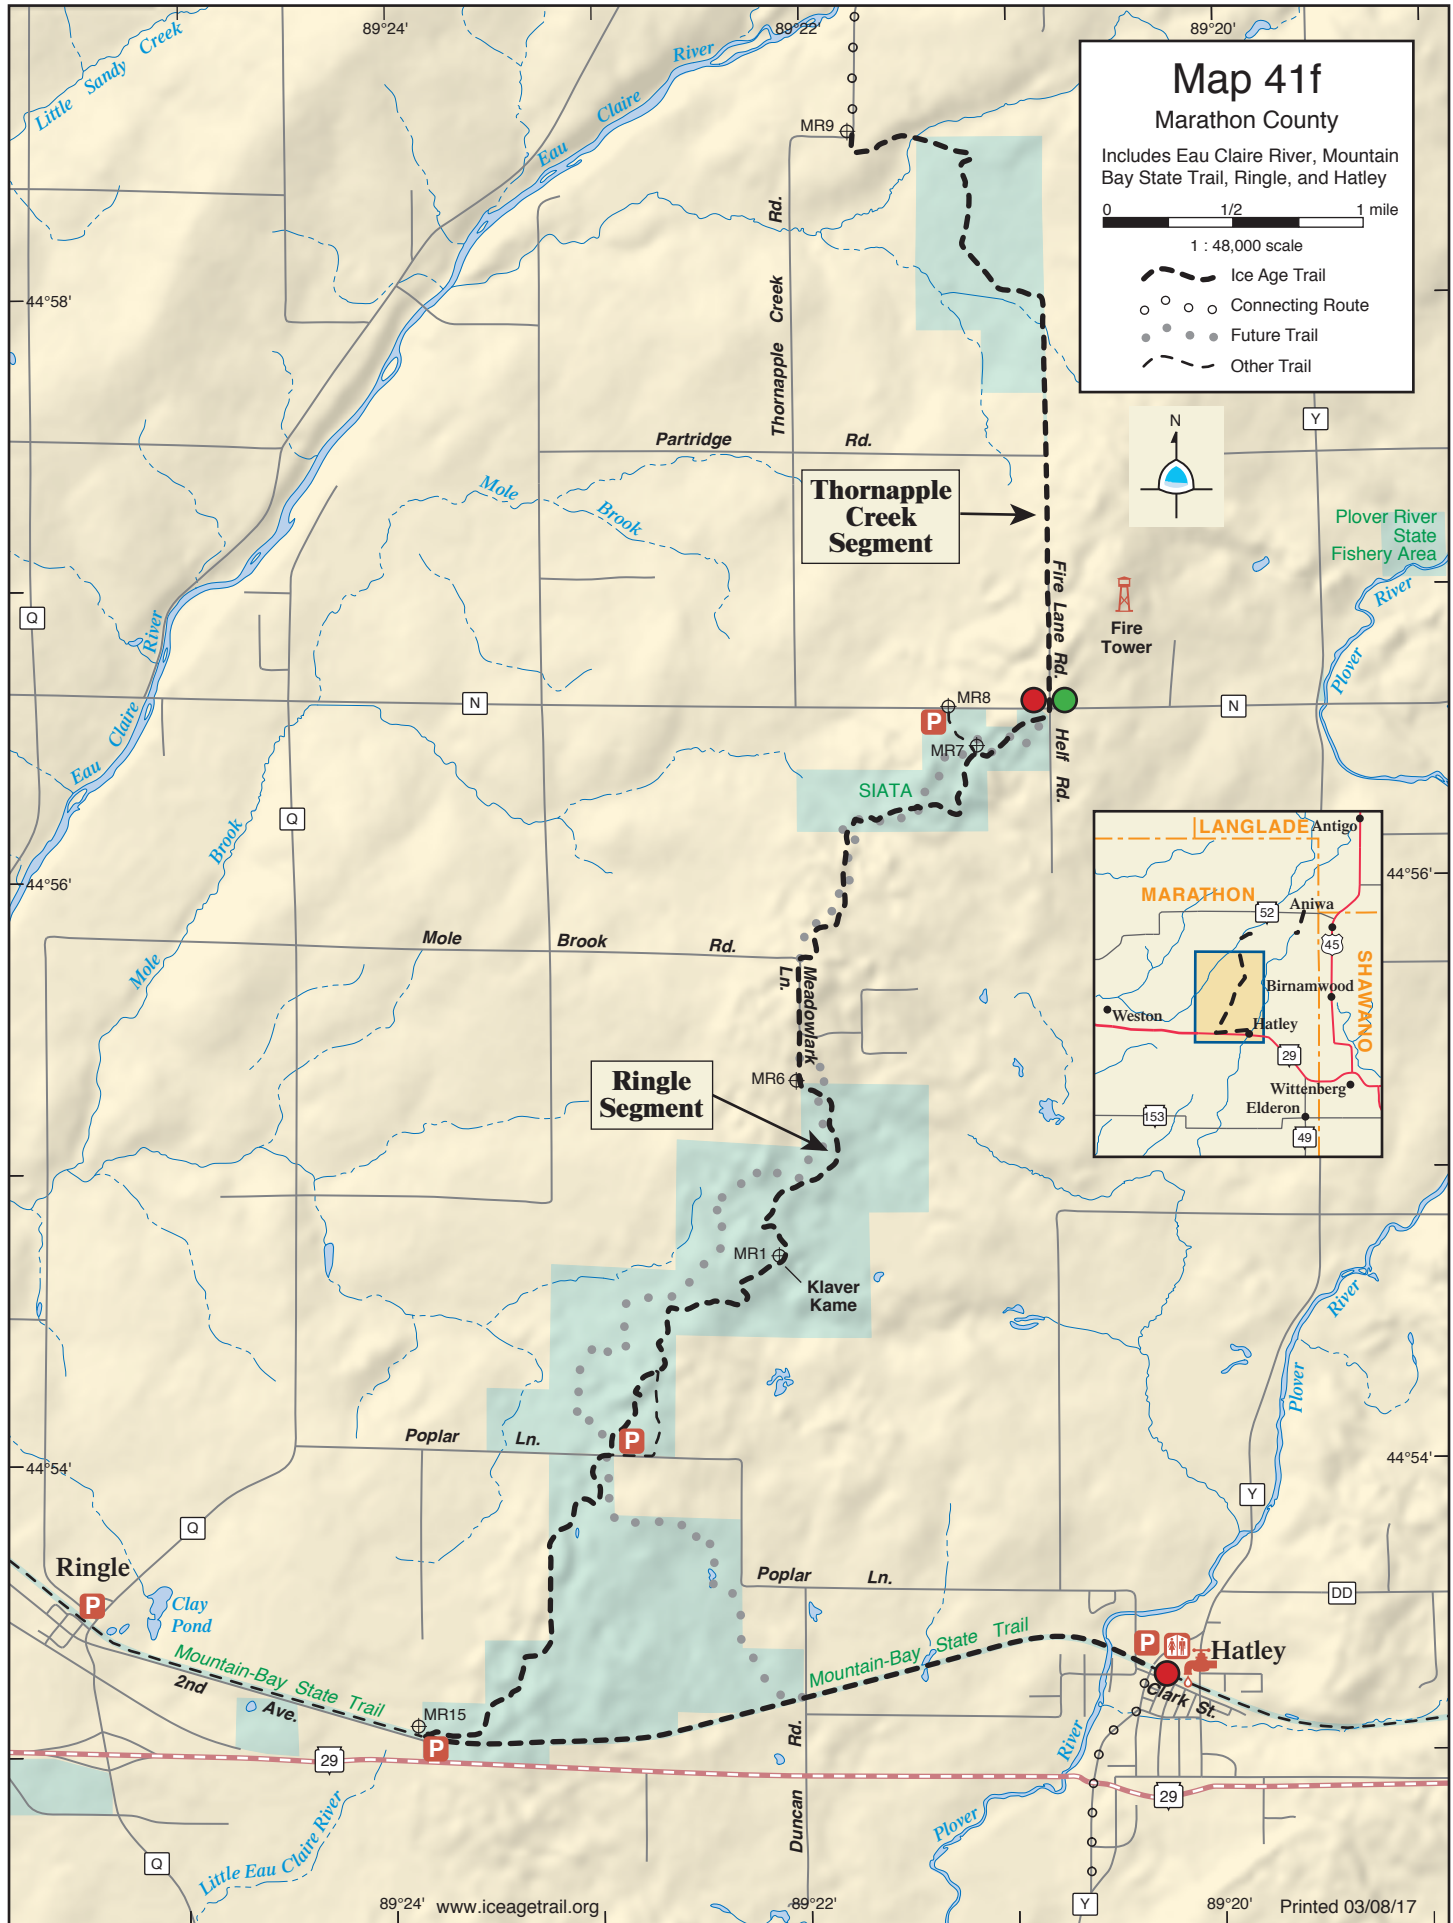 89°24'
89°22'
89°20'
Little Sandy Creek
Eau Claire River
Map 41f
Marathon County
Includes Eau Claire River, Mountain
Bay State Trail, Ringle, and Hatley
0 1/2 1 mile
1 : 48,000 scale
Ice Age Trail
Connecting Route
Future Trail
Other Trail
MR9
Thornapple Creek Rd.
44°58'
Partridge Rd.
Y
N
Mole Brook
Thornapple
Creek
Segment
Plover River
State
Fishery Area
Plover River
Fire Lane Rd.
Fire
Tower
Q
Eau Claire River
N
MR8
P
MR7
N
Helf Rd.
SIATA
Q
Mole Brook
44°56'
44°56'
LANGLADE
Antigo
MARATHON
52
Aniwa
45
SHAWANO
Birnamwood
Weston
Hatley
29
Wittenberg
Elderon
153
49
Mole Brook Rd.
Meadowlark
Ln.
MR6
Ringle
Segment
MR1
Klaver
Kame
Plover River
Poplar Ln.
P
44°54'
44°54'
Y
Q
Ringle
P
Clay
Pond
Poplar Ln.
DD
Mountain-Bay State Trail
2nd Ave.
Mountain-Bay State Trail
P
Hatley
Clark St.
MR15
P
29
29
Duncan Rd.
Plover River
Little Eau Claire River
Q
Y
89°24'
www.iceagetrail.org
89°22'
89°20'
Printed 03/08/17